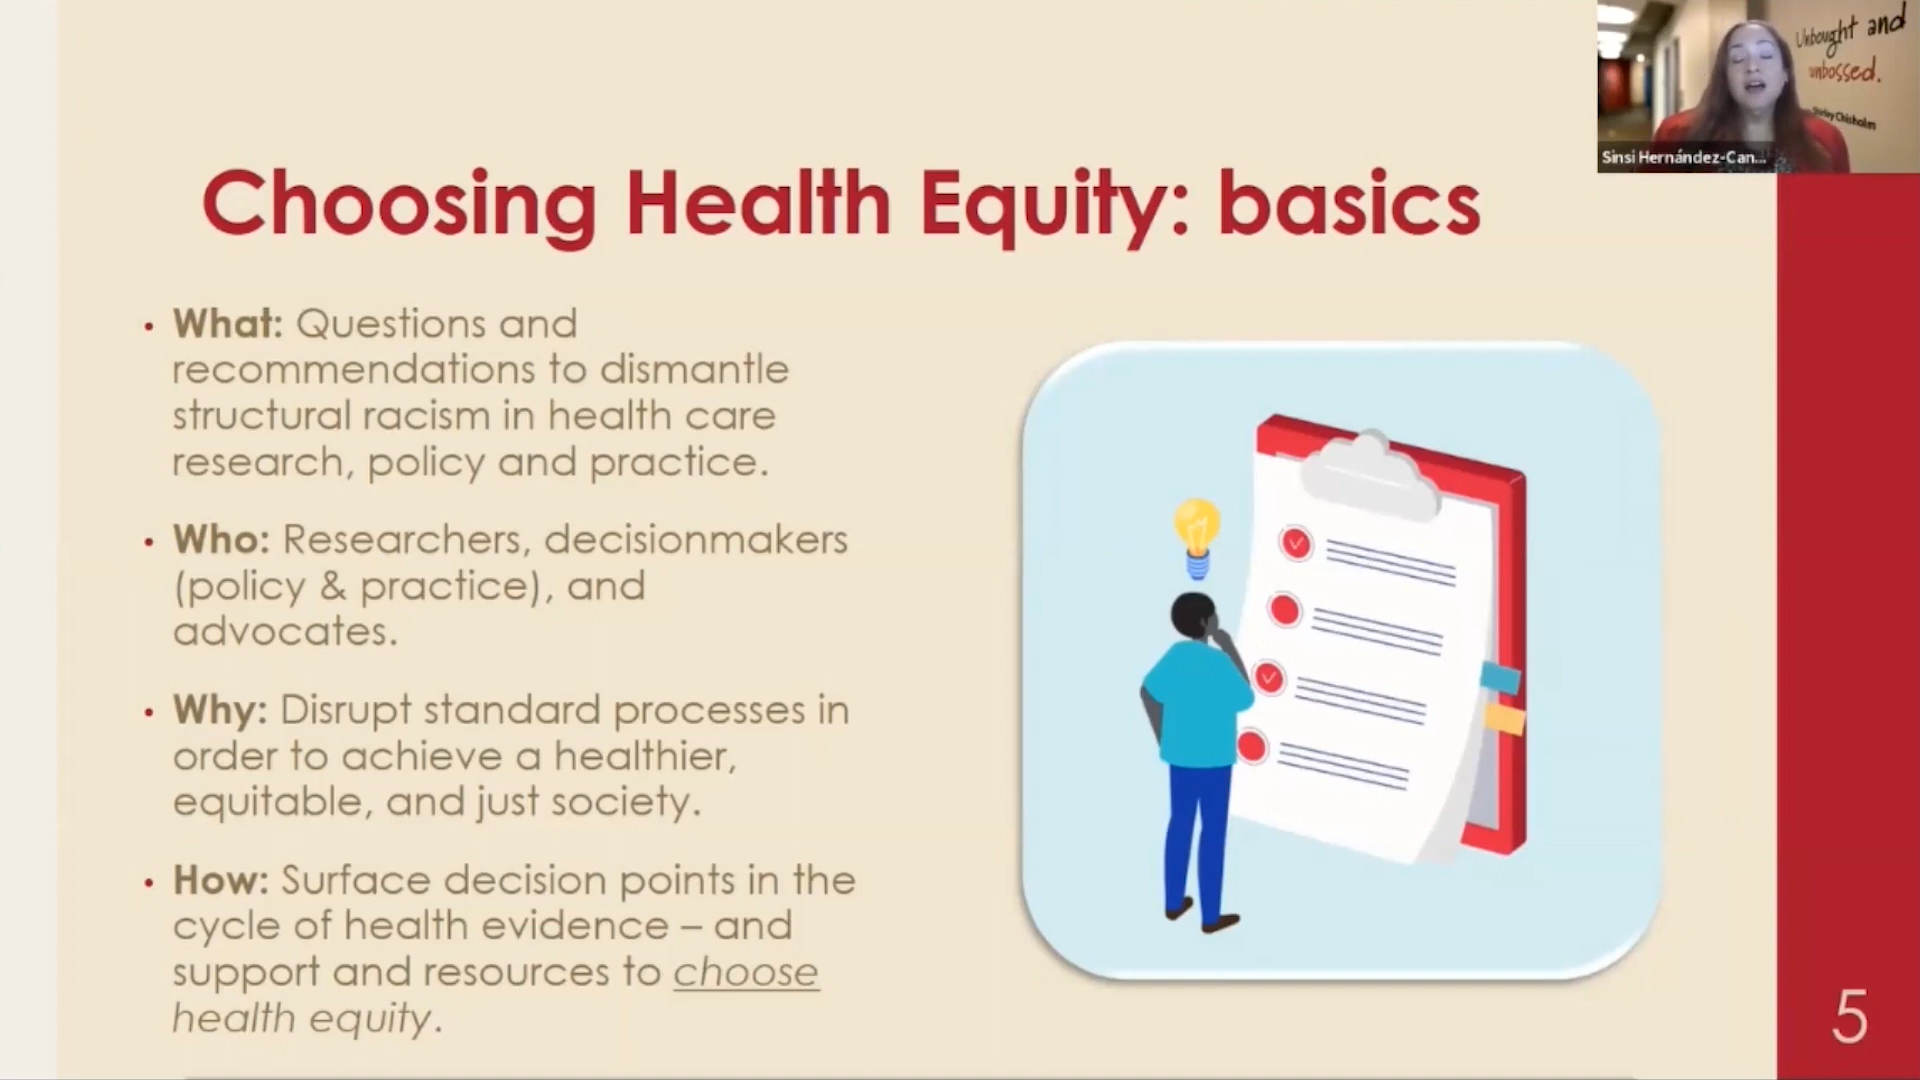 Unbought and
unbossed.
Shirley Chisholm
Sinsi Hernández-Can...
Choosing Health Equity: basics
• What: Questions and
recommendations to dismantle
structural racism in health care
research, policy and practice.
• Who: Researchers, decisionmakers
(policy & practice), and
advocates.
• Why: Disrupt standard processes in
order to achieve a healthier,
equitable, and just society.
• How: Surface decision points in the
cycle of health evidence – and
support and resources to choose
health equity.
5